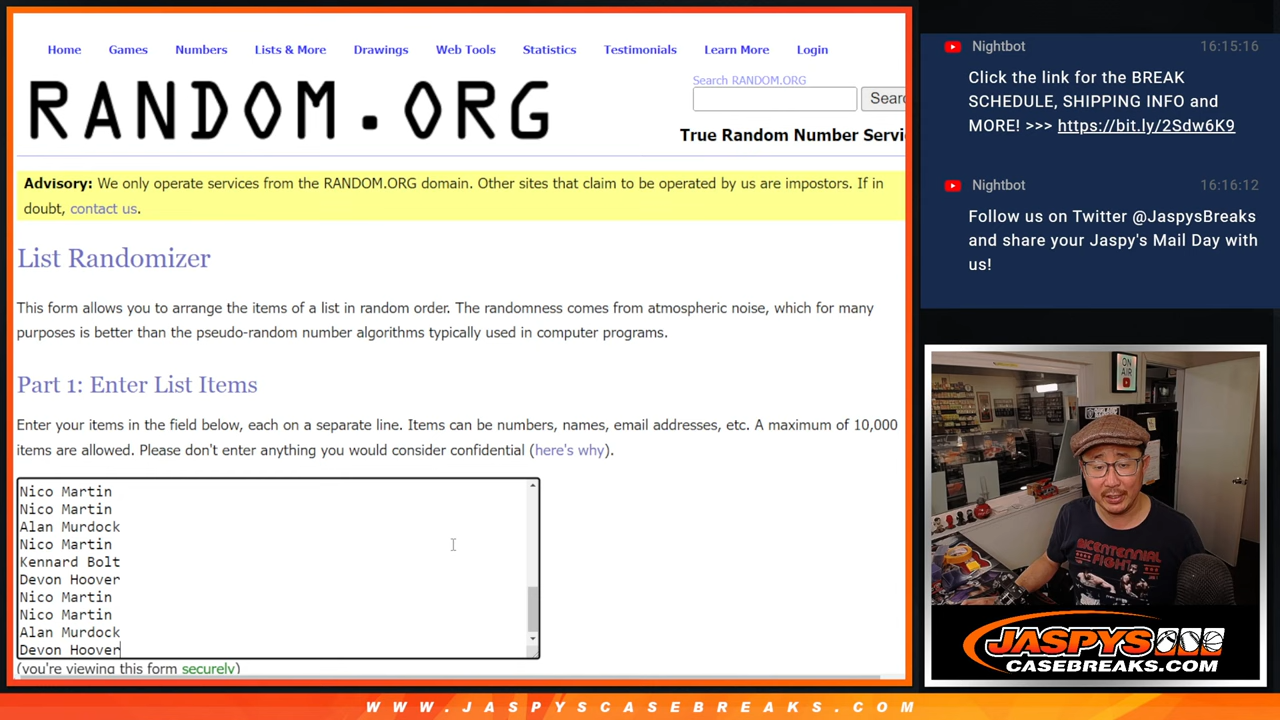 Home Games Numbers Lists & More Drawings Web Tools Statistics Testimonials Learn More Login
RANDOM.ORG
Search RANDOM.ORG
Searc
True Random Number Servi
Advisory: We only operate services from the RANDOM.ORG domain. Other sites that claim to be operated by us are impostors. If in
doubt, contact us.
List Randomizer
This form allows you to arrange the items of a list in random order. The randomness comes from atmospheric noise, which for many
purposes is better than the pseudo-random number algorithms typically used in computer programs.
Part 1: Enter List Items
Enter your items in the field below, each on a separate line. Items can be numbers, names, email addresses, etc. A maximum of 10,000
items are allowed. Please don't enter anything you would consider confidential (here's why).
Nico Martin
Nico Martin
Alan Murdock
Nico Martin
Kennard Bolt
Devon Hoover
Nico Martin
Nico Martin
Alan Murdock
Devon Hoover
(you're viewing this form securely)
Nightbot 16:15:16
Click the link for the BREAK
SCHEDULE, SHIPPING INFO and
MORE! >>> https://bit.ly/2Sdw6K9
Nightbot 16:16:12
Follow us on Twitter @JaspysBreaks
and share your Jaspy's Mail Day with
us!
ON
AIR
BICENTENNIAL
FIGHT
JASPYS
CASEBREAKS.COM
WWW.JASPYSCASEBREAKS.COM